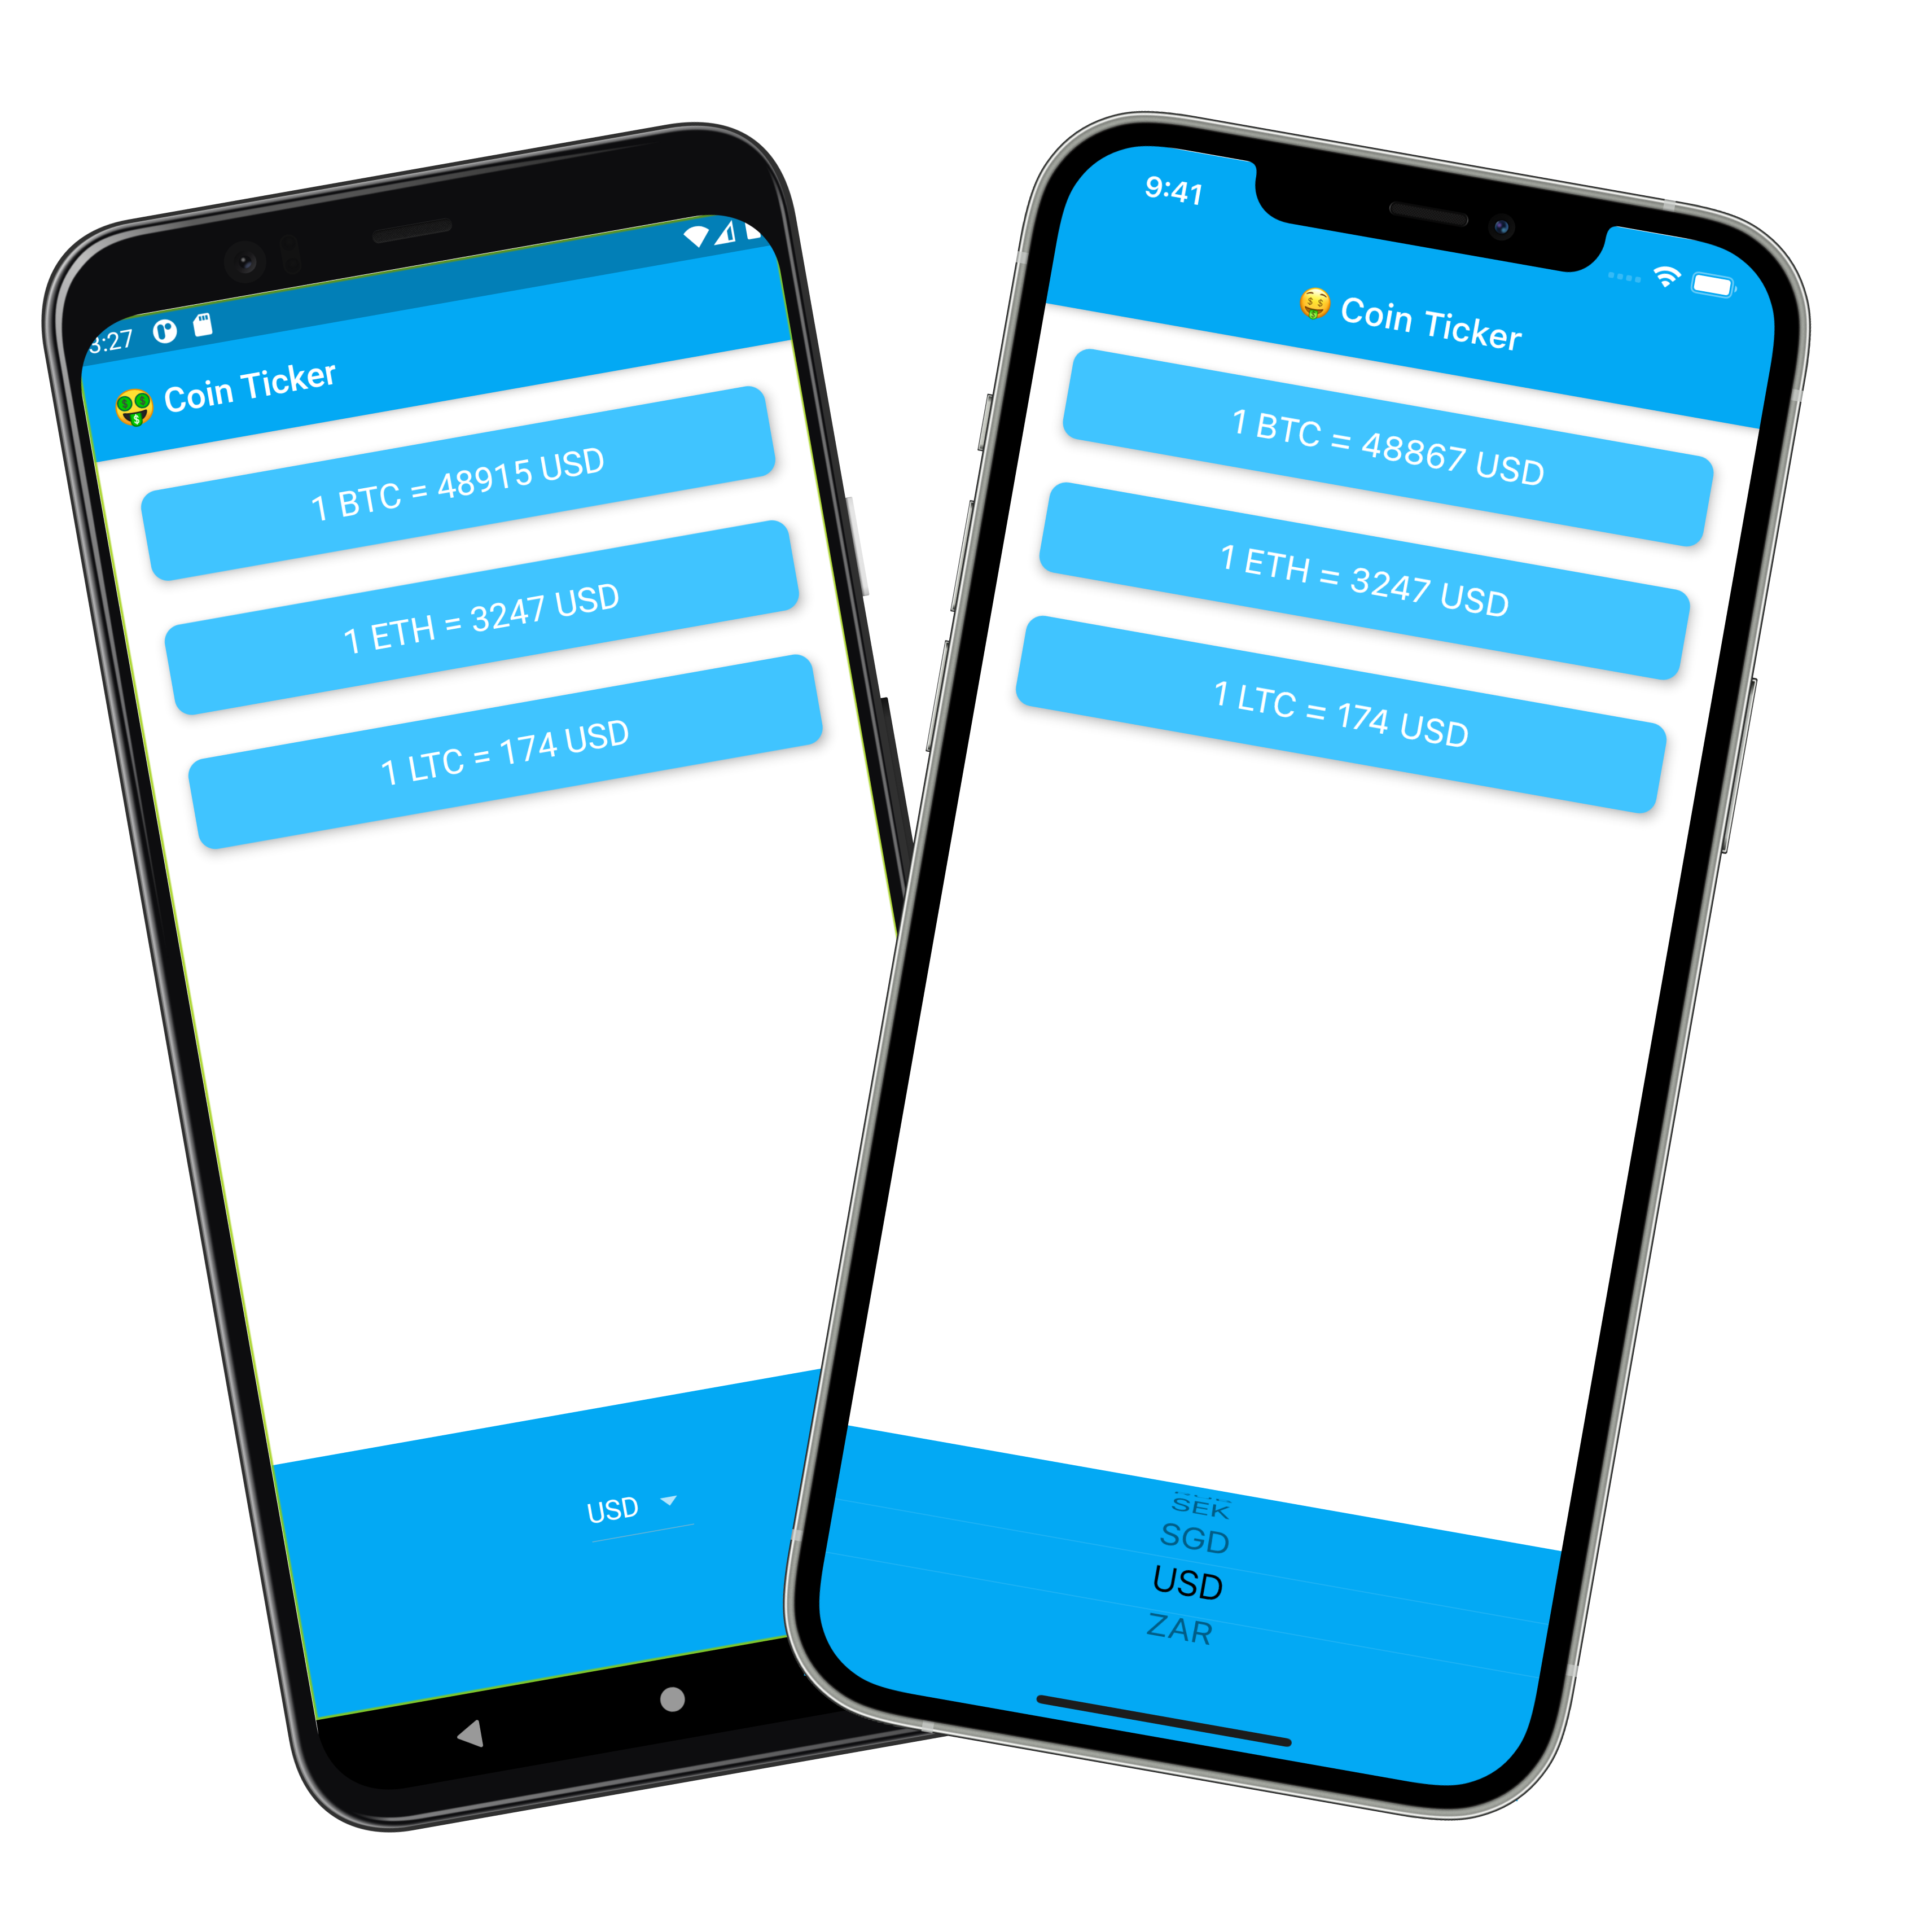 3:27
🤑 Coin Ticker
1 BTC = 48915 USD
1 ETH = 3247 USD
1 LTC = 174 USD
USD
9:41
🤑 Coin Ticker
1 BTC = 48867 USD
1 ETH = 3247 USD
1 LTC = 174 USD
SEK
SGD
USD
ZAR